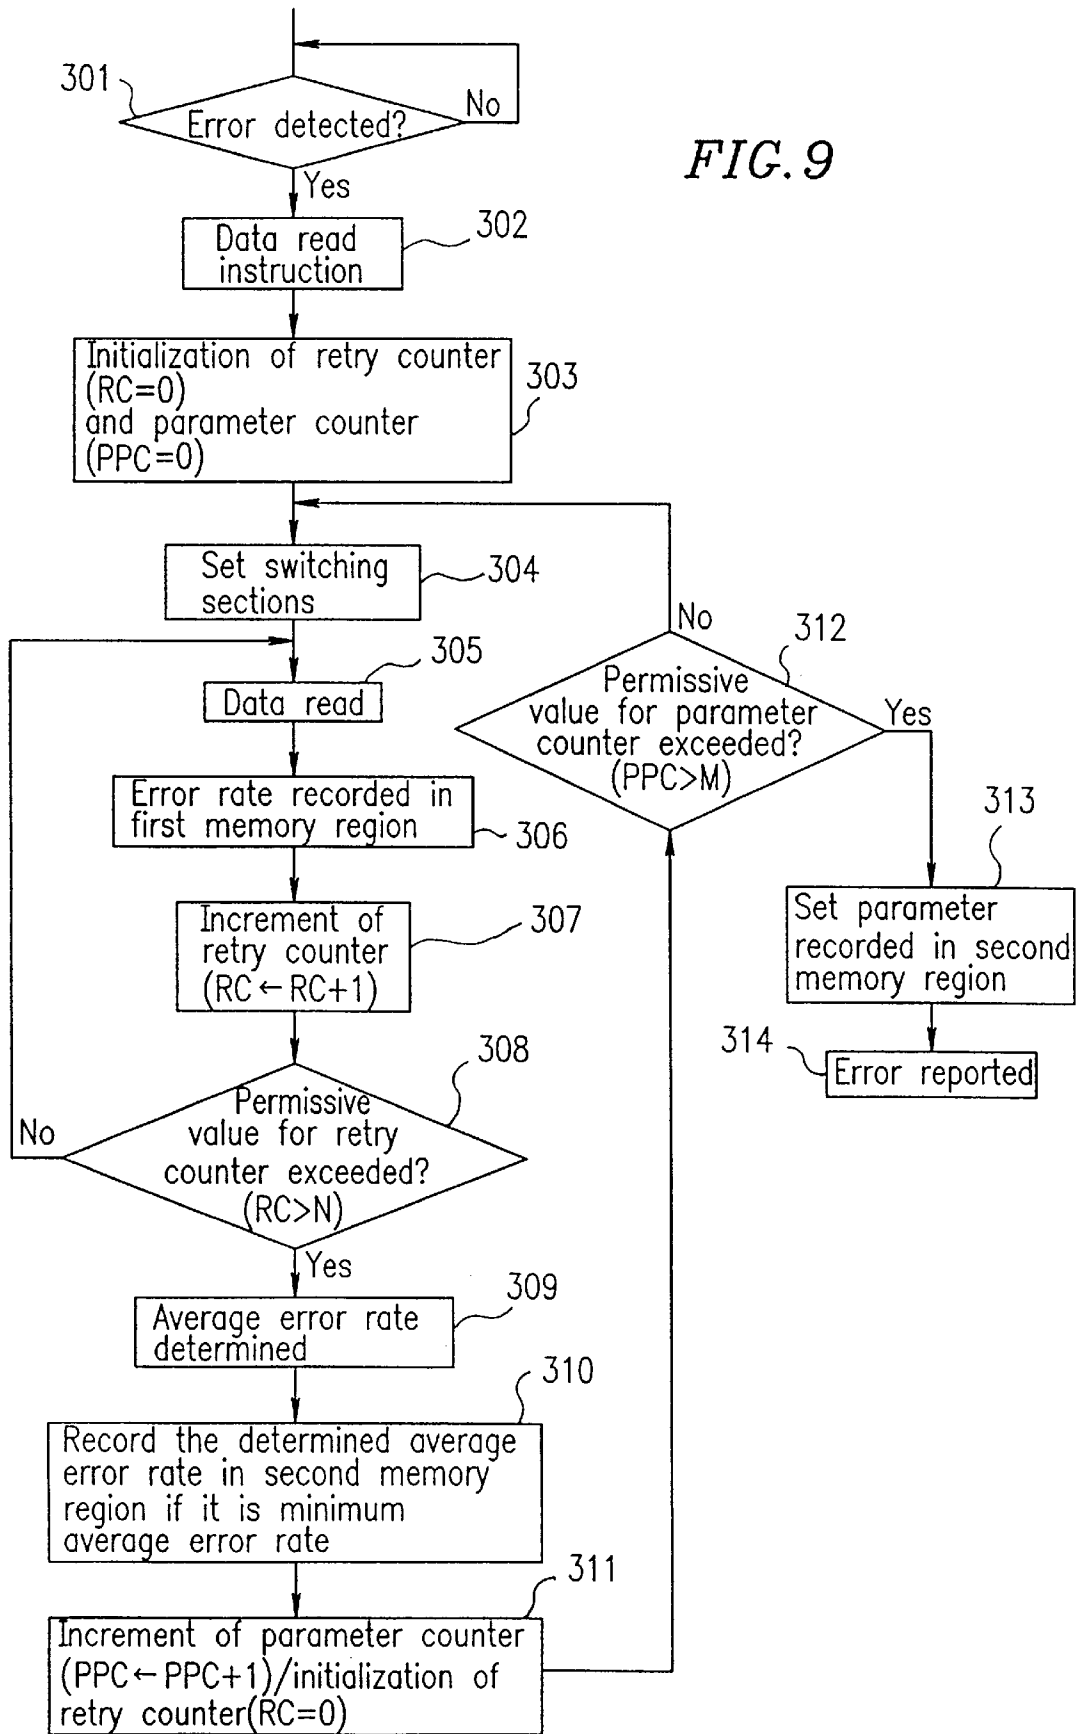 301
Error detected?
No
FIG. 9
Yes
302
Data read
instruction
Initialization of retry counter
(RC=0)
and parameter counter
(PPC=0)
303
Set switching
sections
304
305
Data read
No
312
Permissive
value for parameter
counter exceeded?
(PPC>M)
Yes
Error rate recorded in
first memory region
306
313
Set parameter
recorded in second
memory region
Increment of
retry counter
(RC←RC+1)
307
314
Error reported
308
Permissive
value for retry
counter exceeded?
(RC>N)
No
Yes
309
Average error rate
determined
310
Record the determined average
error rate in second memory
region if it is minimum
average error rate
311
Increment of parameter counter
(PPC←PPC+1)/initialization of
retry counter(RC=0)